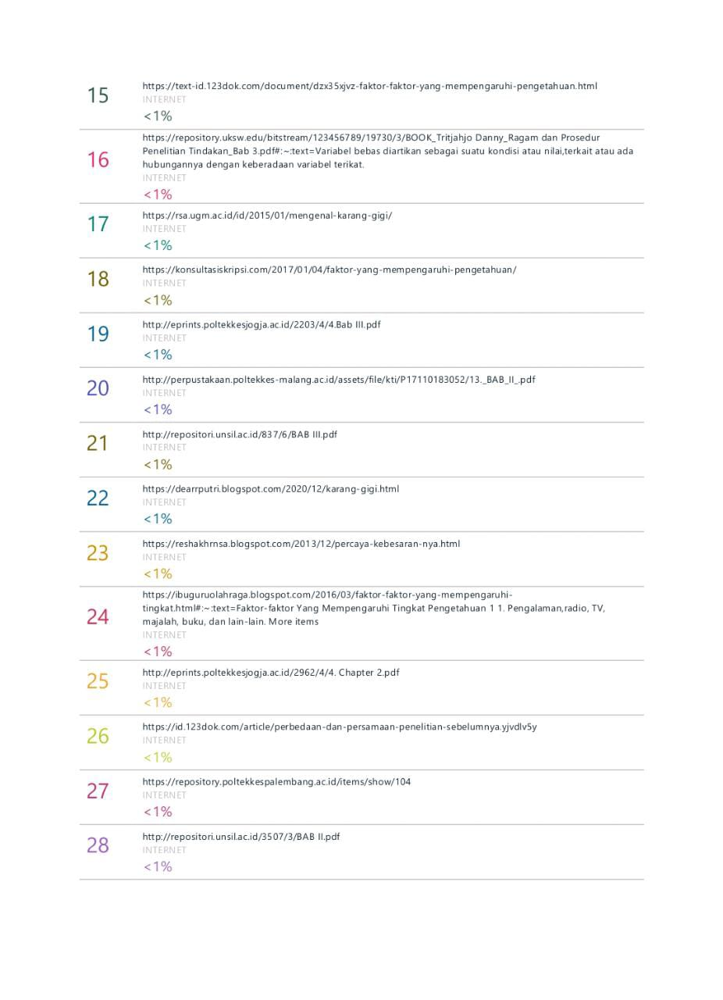 15
https://text-id.123dok.com/document/dzx35xjvz-faktor-faktor-yang-mempengaruhi-pengetahuan.html
INTERNET
<1%
16
https://repository.uksw.edu/bitstream/123456789/19730/3/BOOK_Tritjahjo Danny_Ragam dan Prosedur
Penelitian Tindakan_Bab 3.pdf#:~:text=Variabel bebas diartikan sebagai suatu kondisi atau nilai,terkait atau ada
hubungannya dengan keberadaan variabel terikat.
INTERNET
<1%
17
https://rsa.ugm.ac.id/id/2015/01/mengenal-karang-gigi/
INTERNET
<1%
18
https://konsultasiskripsi.com/2017/01/04/faktor-yang-mempengaruhi-pengetahuan/
INTERNET
<1%
19
http://eprints.poltekkesjogja.ac.id/2203/4/4.Bab III.pdf
INTERNET
<1%
20
http://perpustakaan.poltekkes-malang.ac.id/assets/file/kti/P17110183052/13._BAB_II_.pdf
INTERNET
<1%
21
http://repositori.unsil.ac.id/837/6/BAB III.pdf
INTERNET
<1%
22
https://dearrputri.blogspot.com/2020/12/karang-gigi.html
INTERNET
<1%
23
https://reshakhrnsa.blogspot.com/2013/12/percaya-kebesaran-nya.html
INTERNET
<1%
24
https://ibuguruolahraga.blogspot.com/2016/03/faktor-faktor-yang-mempengaruhi-
tingkat.html#:~:text=Faktor-faktor Yang Mempengaruhi Tingkat Pengetahuan 1 1. Pengalaman,radio, TV,
majalah, buku, dan lain-lain. More items
INTERNET
<1%
25
http://eprints.poltekkesjogja.ac.id/2962/4/4. Chapter 2.pdf
INTERNET
<1%
26
https://id.123dok.com/article/perbedaan-dan-persamaan-penelitian-sebelumnya.yjvdlv5y
INTERNET
<1%
27
https://repository.poltekkespalembang.ac.id/items/show/104
INTERNET
<1%
28
http://repositori.unsil.ac.id/3507/3/BAB II.pdf
INTERNET
<1%